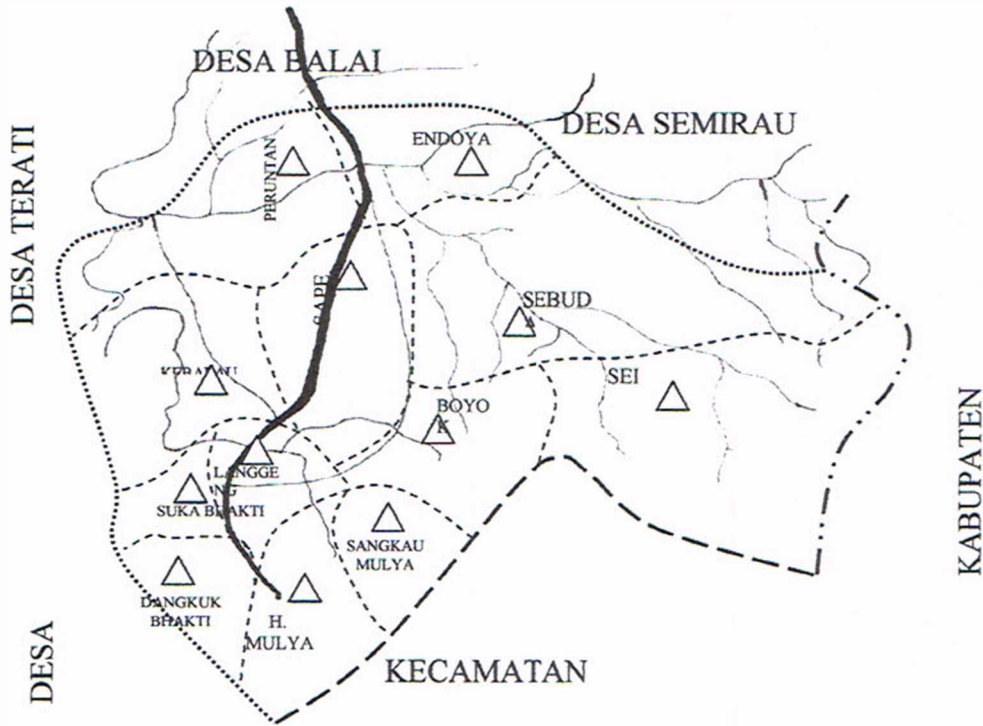 DESA BALAI
DESA SEMIRAU
ENDOYA
PERUNTAN
DESA TERATI
SEBUD
A
SEI
BOYO
K
LANGGE
NG
SUKA BHAKTI
SANGKAU
MULYA
DANGKUK
BHAKTI
H.
MULYA
KECAMATAN
KABUPATEN
DESA